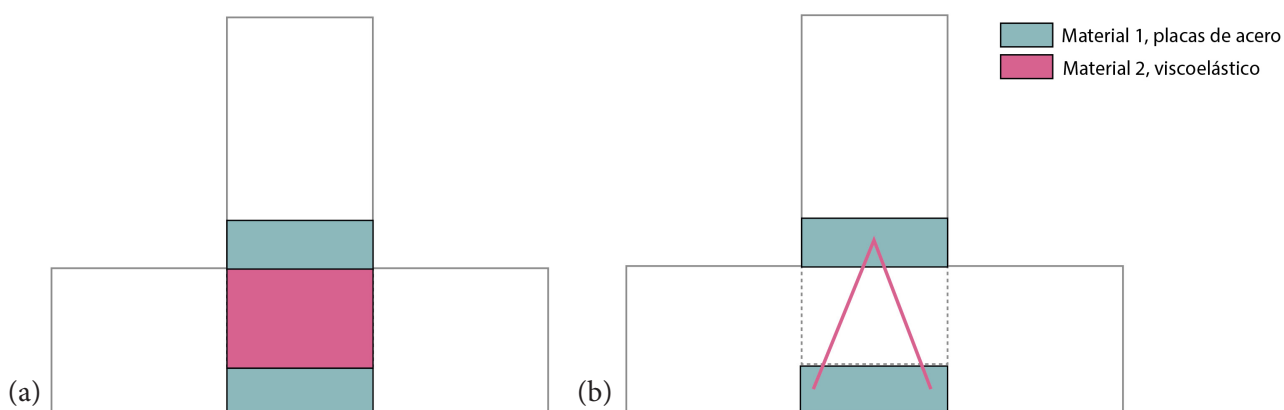 Material 1, placas de acero
Material 2, viscoelástico
(a)
(b)